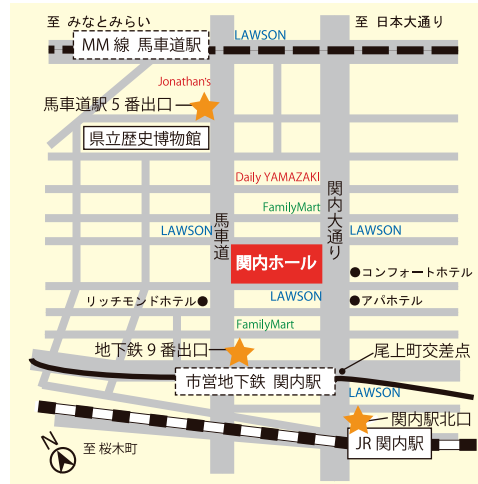 至 みなとみらい
至 日本大通り
LAWSON
MM線 馬車道駅
Jonathan's
馬車道駅5番出口
県立歴史博物館
Daily YAMAZAKI
FamilyMart
馬車道
関内大通り
LAWSON
LAWSON
関内ホール
コンフォートホテル
リッチモンドホテル
LAWSON
アパホテル
FamilyMart
地下鉄9番出口
尾上町交差点
市営地下鉄 関内駅
LAWSON
関内駅北口
JR関内駅
N
至 桜木町